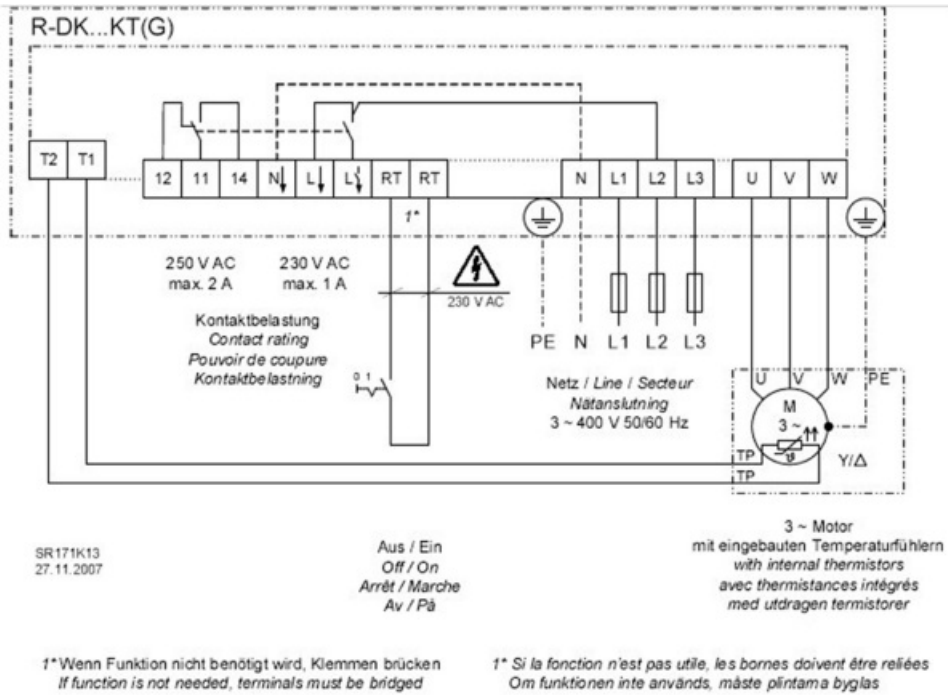 R-DK...KT(G)
T2 T1
12 11 14 N L L RT RT
N L1 L2 L3
U V W
1*
250 V AC
max. 2 A
230 V AC
max. 1 A
230 V AC
Kontaktbelastung
Contact rating
Pouvoir de coupure
Kontaktbelastning
0 1
PE N L1 L2 L3
Netz / Line / Secteur
Nätanslutning
3 ~ 400 V 50/60 Hz
U V W PE
M
3 ~
ϑ
TP
TP
Y/Δ
SR171K13
27.11.2007
Aus / Ein
Off / On
Arrêt / Marche
Av / På
3 ~ Motor
mit eingebauten Temperaturfühlern
with internal thermistors
avec thermistances intégrés
med utdragen termistorer
1* Wenn Funktion nicht benötigt wird, Klemmen brücken
If function is not needed, terminals must be bridged
1* Si la fonction n'est pas utile, les bornes doivent être reliées
Om funktionen inte används, måste plintarna byglas